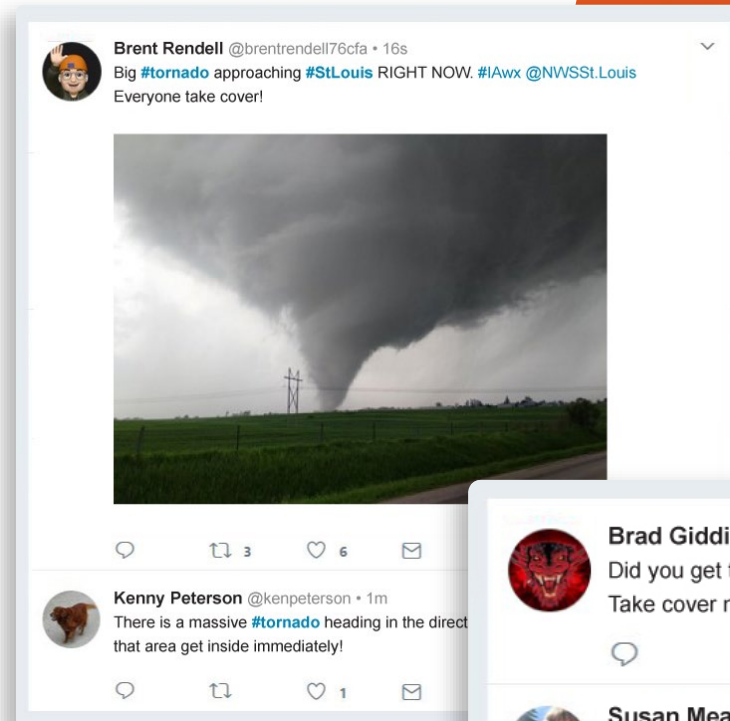 Brent Rendell @brentrendell76cfa • 16s
Big #tornado approaching #StLouis RIGHT NOW. #IAwx @NWSSt.Louis
Everyone take cover!
3 6
Kenny Peterson @kenpeterson • 1m
There is a massive #tornado heading in the
that area get inside immediately!
1
Brad
Did you get
Take cover
Susan